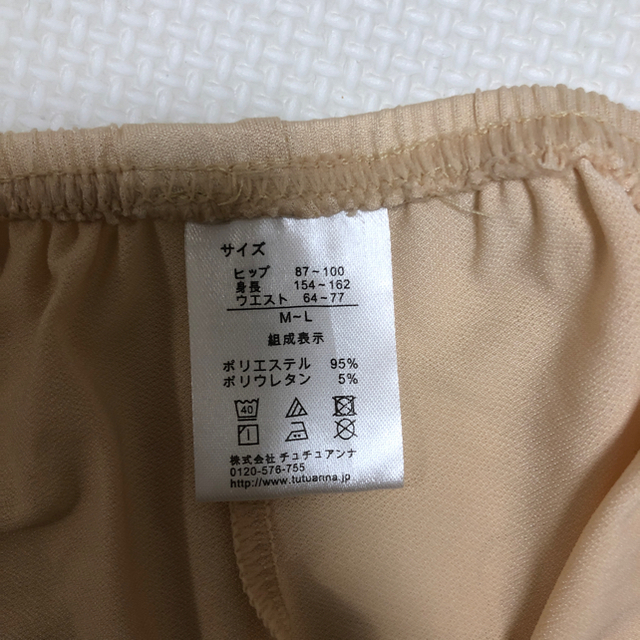 サイズ
ヒップ 87～100
身長 154～162
ウエスト 64～77
M～L
組成表示
ポリエステル 95%
ポリウレタン 5%
40
株式会社 チュチュアンナ
0120-576-755
http://www.tutuanna.jp